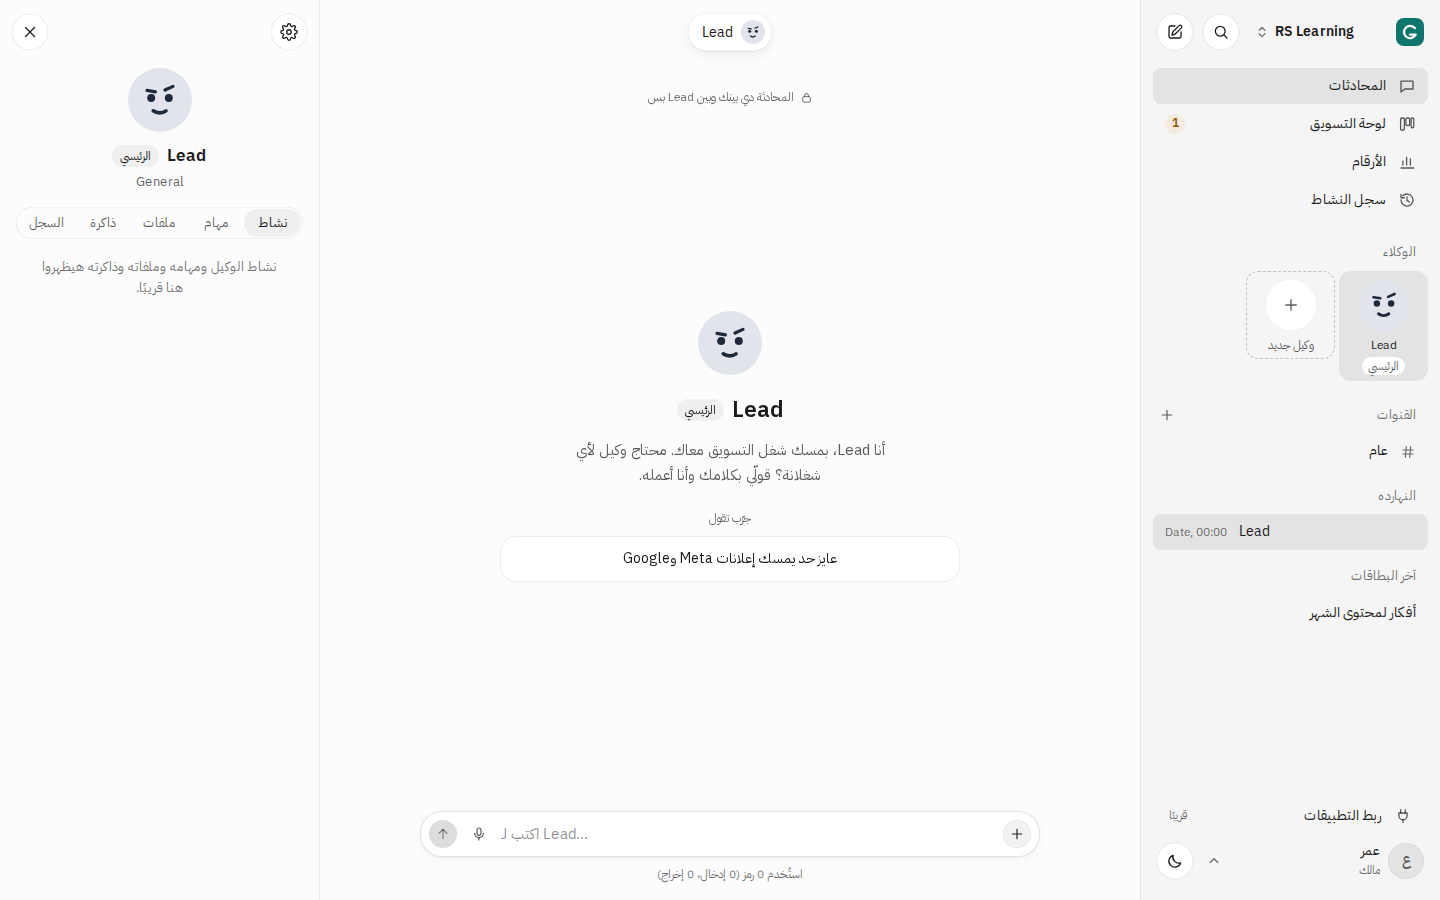 RS Learning
المحادثات
لوحة التسويق
1
الأرقام
سجل النشاط
الوكلاء
Lead
الرئيسي
وكيل جديد
القنوات
عام
النهارده
Lead
Date, 00:00
آخر البطاقات
أفكار لمحتوى الشهر
ربط التطبيقات
قريبًا
ع
عمر
مالك
Lead
المحادثة دي بينك وبين Lead بس
Lead
الرئيسي
أنا Lead، بمسك شغل التسويق معاك. محتاج وكيل لأي
شغلانة؟ قولّي بكلامك وأنا أعمله.
جرّب تقول
عايز حد يمسك إعلانات Meta وGoogle
اكتب لـ Lead...
استُخدم 0 رمز (0 إدخال، 0 إخراج)
Lead
الرئيسي
General
نشاط
مهام
ملفات
ذاكرة
السجل
نشاط الوكيل ومهامه وملفاته وذاكرته هيظهروا
هنا قريبًا.